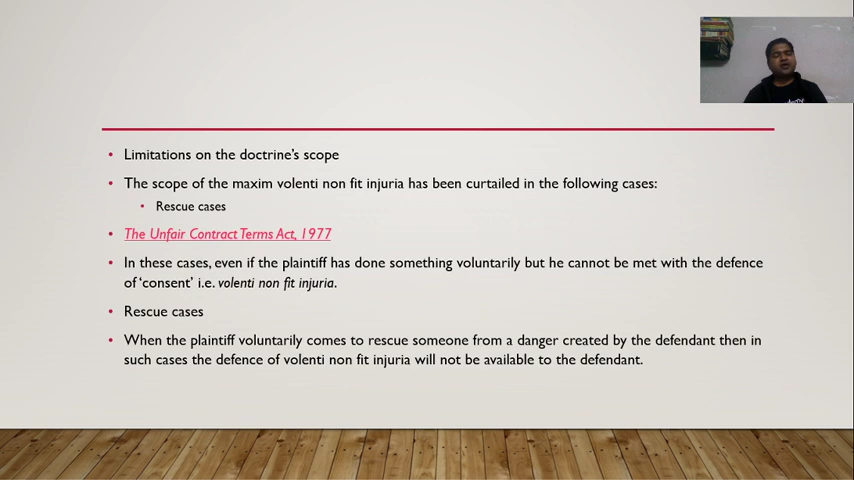 Limitations on the doctrine's scope
The scope of the maxim volenti non fit injuria has been curtailed in the following cases:
Rescue cases
The Unfair Contract Terms Act, 1977
In these cases, even if the plaintiff has done something voluntarily but he cannot be met with the defence
of 'consent' i.e. volenti non fit injuria.
Rescue cases
When the plaintiff voluntarily comes to rescue someone from a danger created by the defendant then in
such cases the defence of volenti non fit injuria will not be available to the defendant.